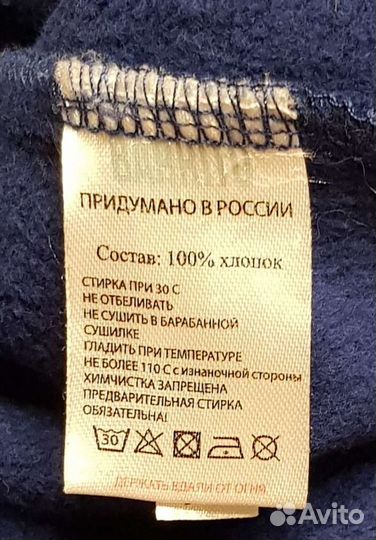 ПРИДУМАНО В РОССИИ
Состав: 100% хлопок
СТИРКА ПРИ 30 С
НЕ ОТБЕЛИВАТЬ
НЕ СУШИТЬ В БАРАБАННОЙ
СУШИЛКЕ
ГЛАДИТЬ ПРИ ТЕМПЕРАТУРЕ
НЕ БОЛЕЕ 110 С с изнаночной стороны
ХИМЧИСТКА ЗАПРЕЩЕНА
ПРЕДВАРИТЕЛЬНАЯ СТИРКА
ОБЯЗАТЕЛЬНА!
30
ДЕРЖАТЬ ВДАЛИ ОТ ОГНЯ
Avito